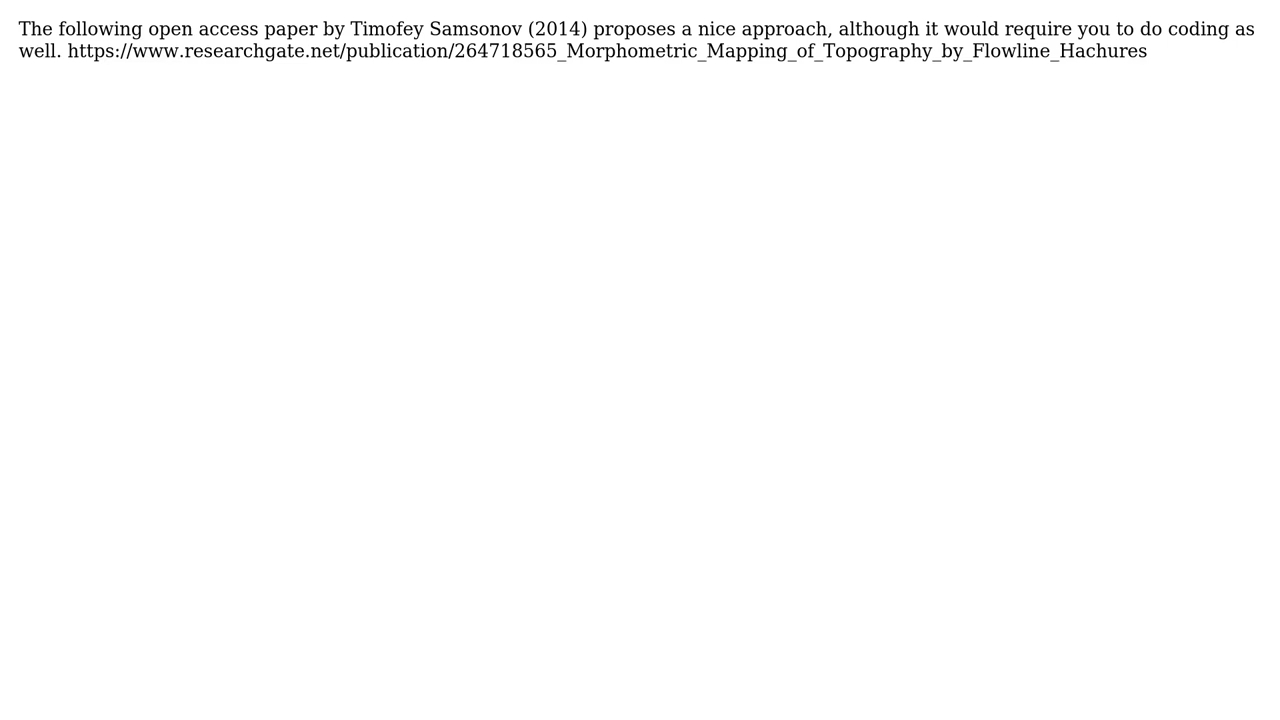 The following open access paper by Timofey Samsonov (2014) proposes a nice approach, although it would require you to do coding as
well. https://www.researchgate.net/publication/264718565_Morphometric_Mapping_of_Topography_by_Flowline_Hachures